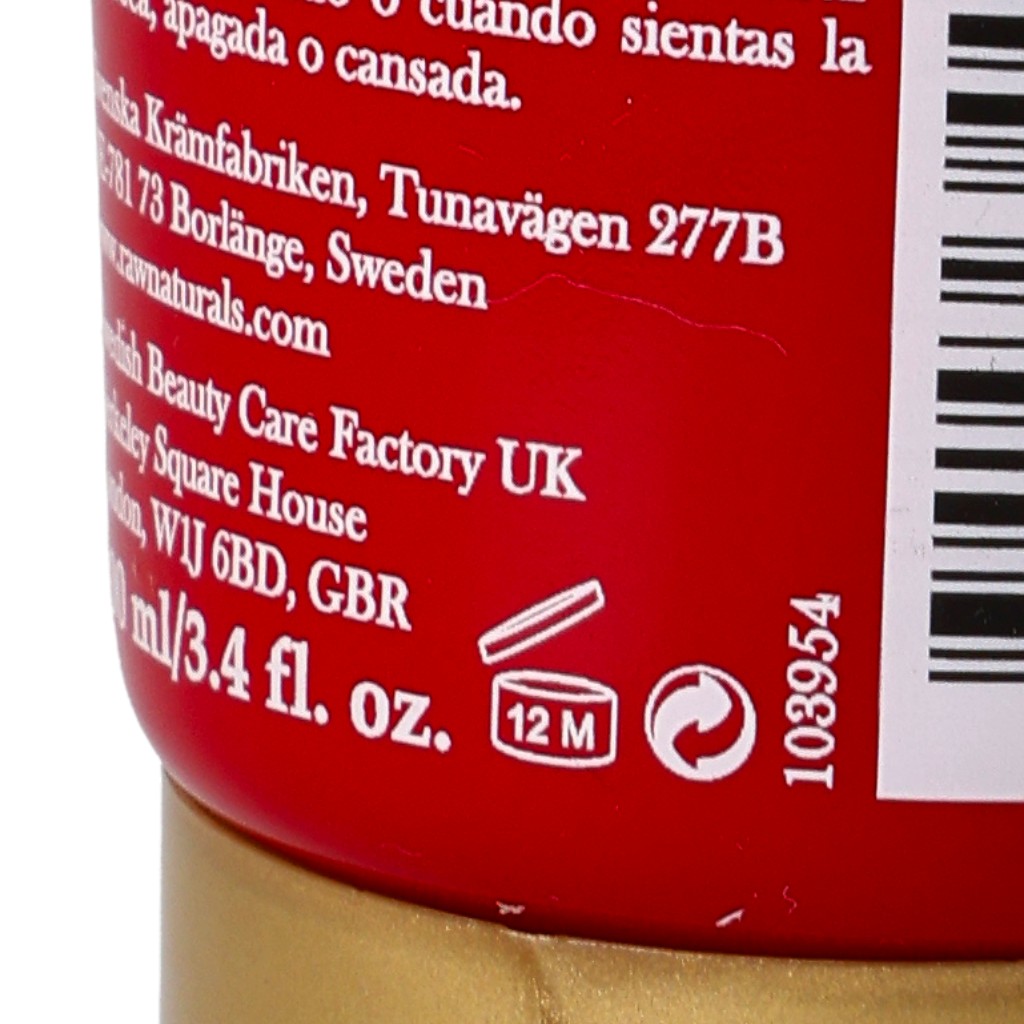 o cuando sientas la
apagada o cansada.
Krämfabriken, Tunavägen 277B
781 73 Borlänge, Sweden
www.rawnaturals.com
Beauty Care Factory UK
Square House
W1J 6BD, GBR
ml/3.4 fl. oz.
12 M
103954